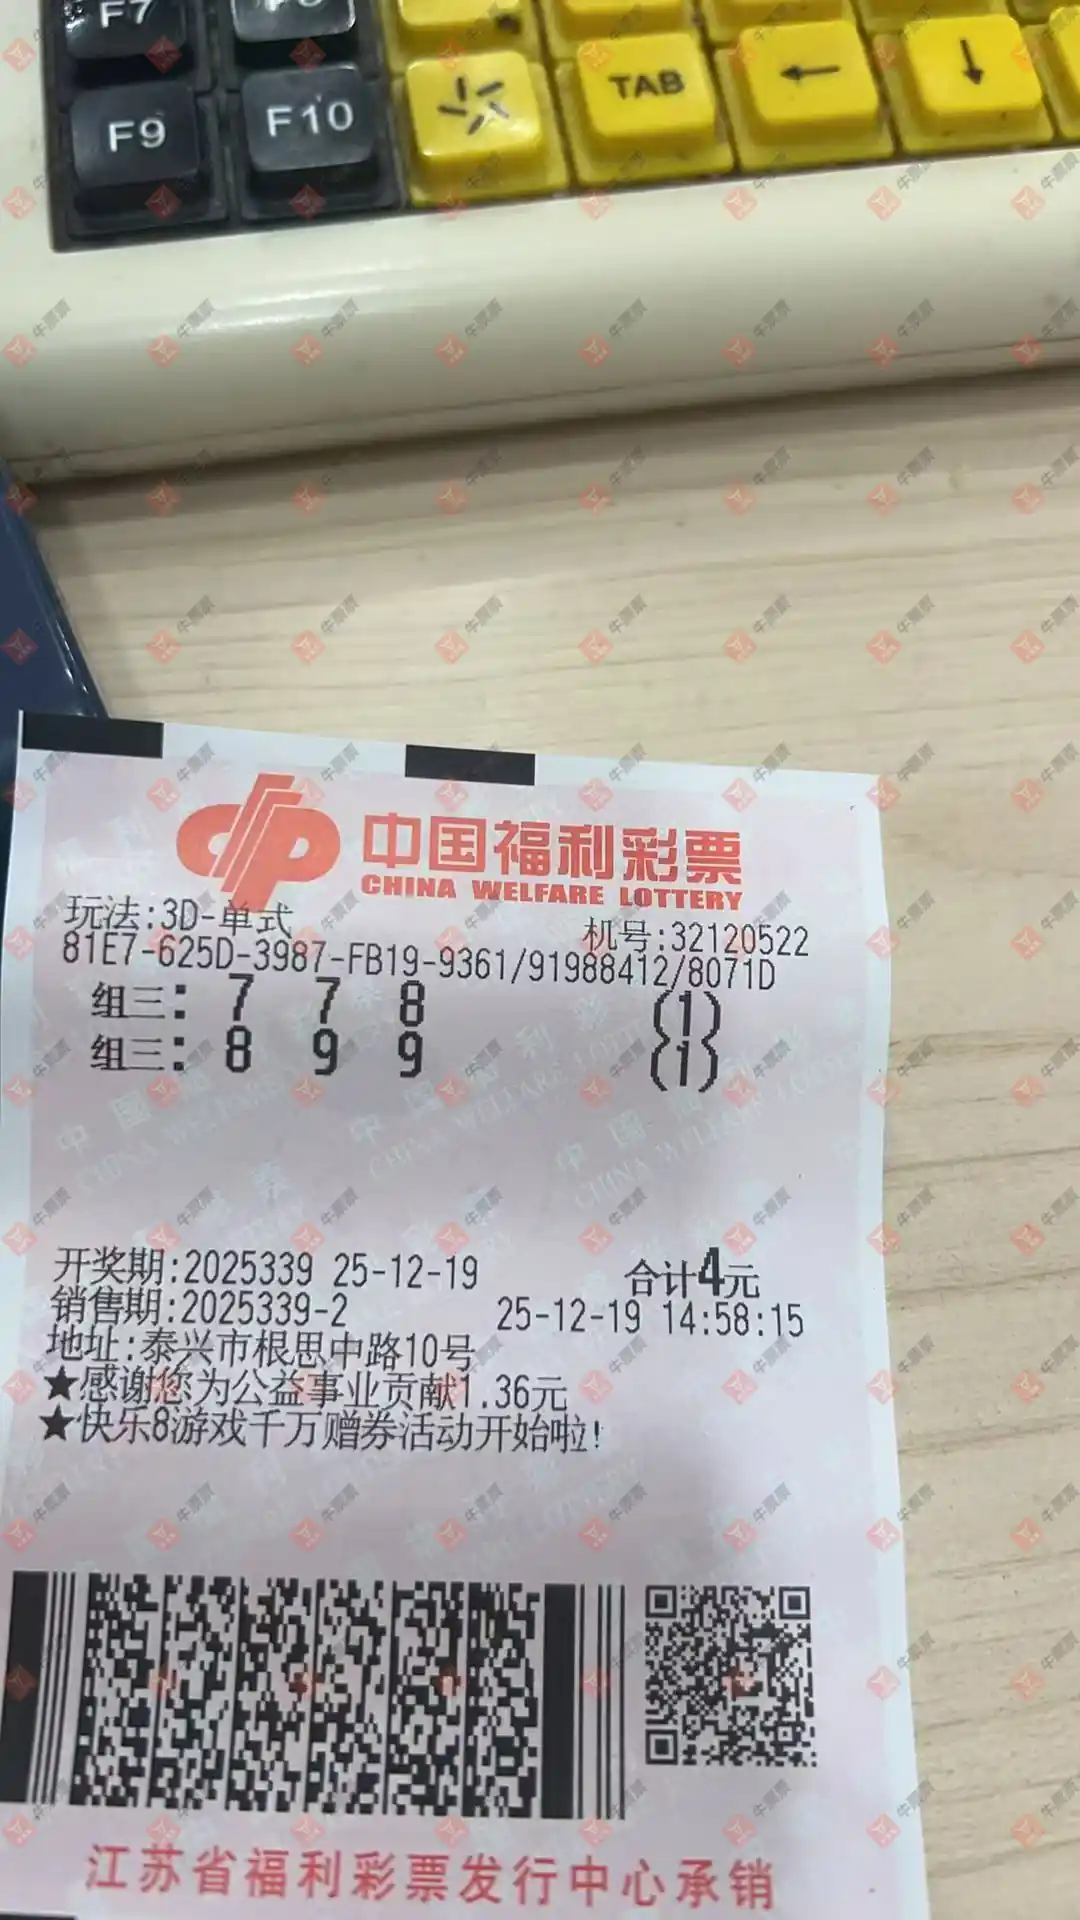 F7 F8
F9 F10 TAB ← ↓
中国福利彩票
CHINA WELFARE LOTTERY
玩法:3D-单式 机号:32120522
81E7-625D-3987-FB19-9361/91988412/8071D
组三: 7 7 8 (1)
组三: 8 9 9 (1)
开奖期:2025339 25-12-19 合计4元
销售期:2025339-2 25-12-19 14:58:15
地址:泰兴市根思中路10号
★感谢您为公益事业贡献1.36元
★快乐8游戏千万赠券活动开始啦!
江苏省福利彩票发行中心承销
牛票票